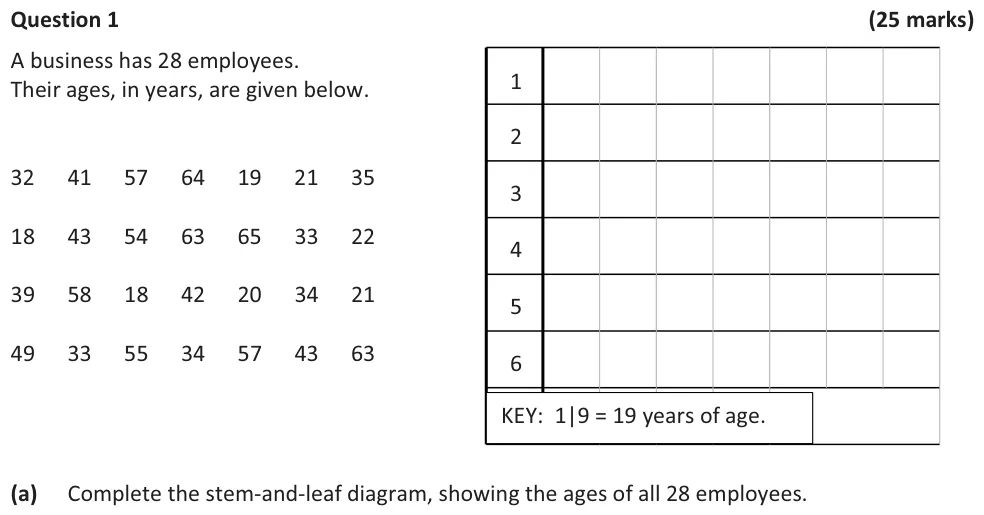 Question 1 (25 marks)
A business has 28 employees.
Their ages, in years, are given below.
32 41 57 64 19 21 35
18 43 54 63 65 33 22
39 58 18 42 20 34 21
49 33 55 34 57 43 63
1
2
3
4
5
6
KEY: 1|9 = 19 years of age.
(a) Complete the stem-and-leaf diagram, showing the ages of all 28 employees.